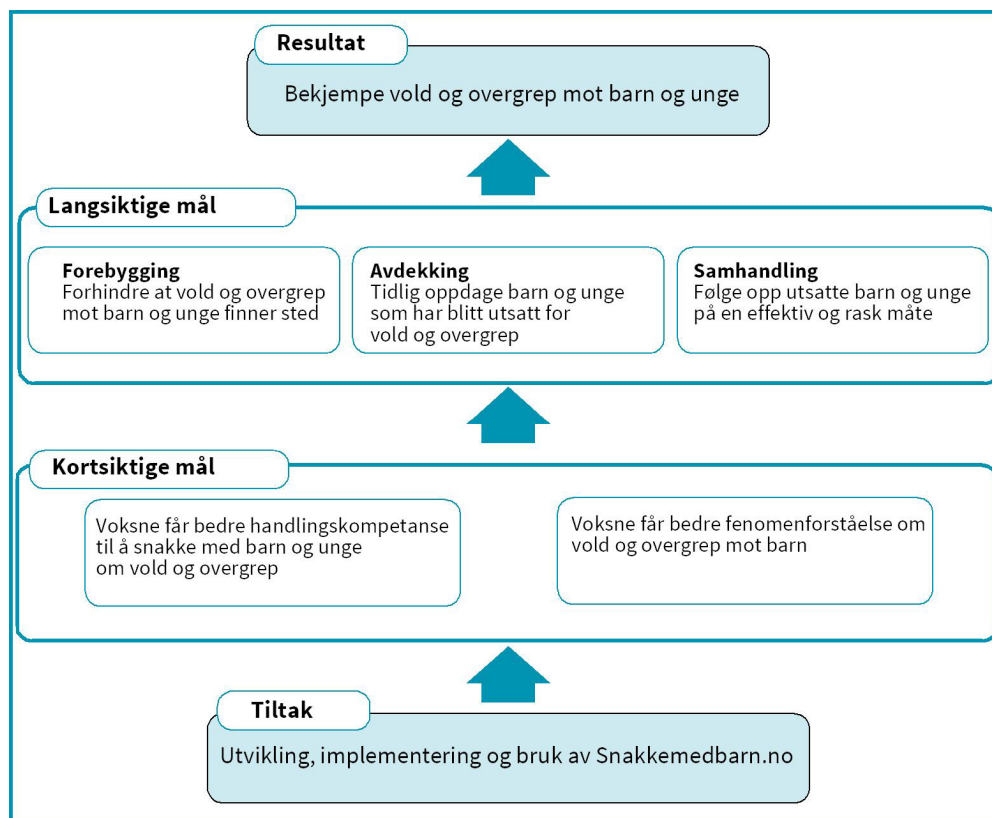 Resultat
Bekjempe vold og overgrep mot barn og unge
Langsiktige mål
Forebygging
Forhindre at vold og overgrep
mot barn og unge finner sted
Avdekking
Tidlig oppdage barn og unge
som har blitt utsatt for
vold og overgrep
Samhandling
Følge opp utsatte barn og unge
på en effektiv og rask måte
Kortsiktige mål
Voksne får bedre handlingskompetanse
til å snakke med barn og unge
om vold og overgrep
Voksne får bedre fenomenforståelse om
vold og overgrep mot barn
Tiltak
Utvikling, implementering og bruk av Snakkemedbarn.no